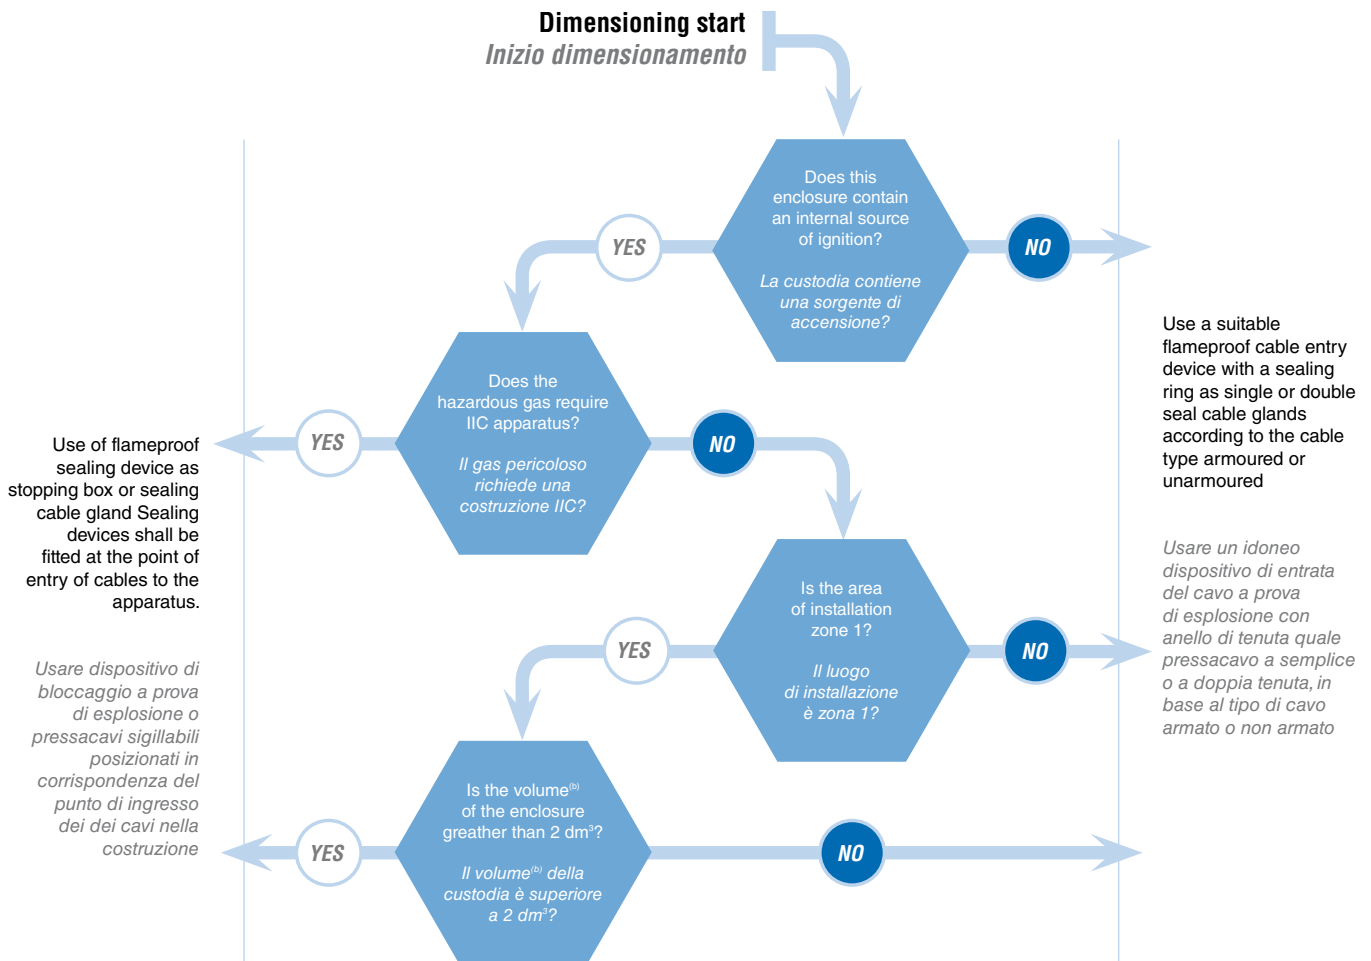 Dimensioning start
Inizio dimensionamento
Does this
enclosure contain
an internal source
of ignition?
La custodia contiene
una sorgente di
accensione?
YES
NO
Does the
hazardous gas require
IIC apparatus?
Il gas pericoloso
richiede una
costruzione IIC?
YES
NO
Use of flameproof
sealing device as
stopping box or sealing
cable gland Sealing
devices shall be
fitted at the point of
entry of cables to the
apparatus.
Usare dispositivo di
bloccaggio a prova
di esplosione o
pressacavi sigillabili
posizionati in
corrispondenza del
punto di ingresso
dei dei cavi nella
costruzione
Use a suitable
flameproof cable entry
device with a sealing
ring as single or double
seal cable glands
according to the cable
type armoured or
unarmoured
Usare un idoneo
dispositivo di entrata
del cavo a prova
di esplosione con
anello di tenuta quale
pressacavo a semplice
o a doppia tenuta, in
base al tipo di cavo
armato o non armato
Is the area
of installation
zone 1?
Il luogo
di installazione
è zona 1?
YES
NO
Is the volume(b)
of the enclosure
greather than 2 dm³?
Il volume(b) della
custodia è superiore
a 2 dm³?
YES
NO